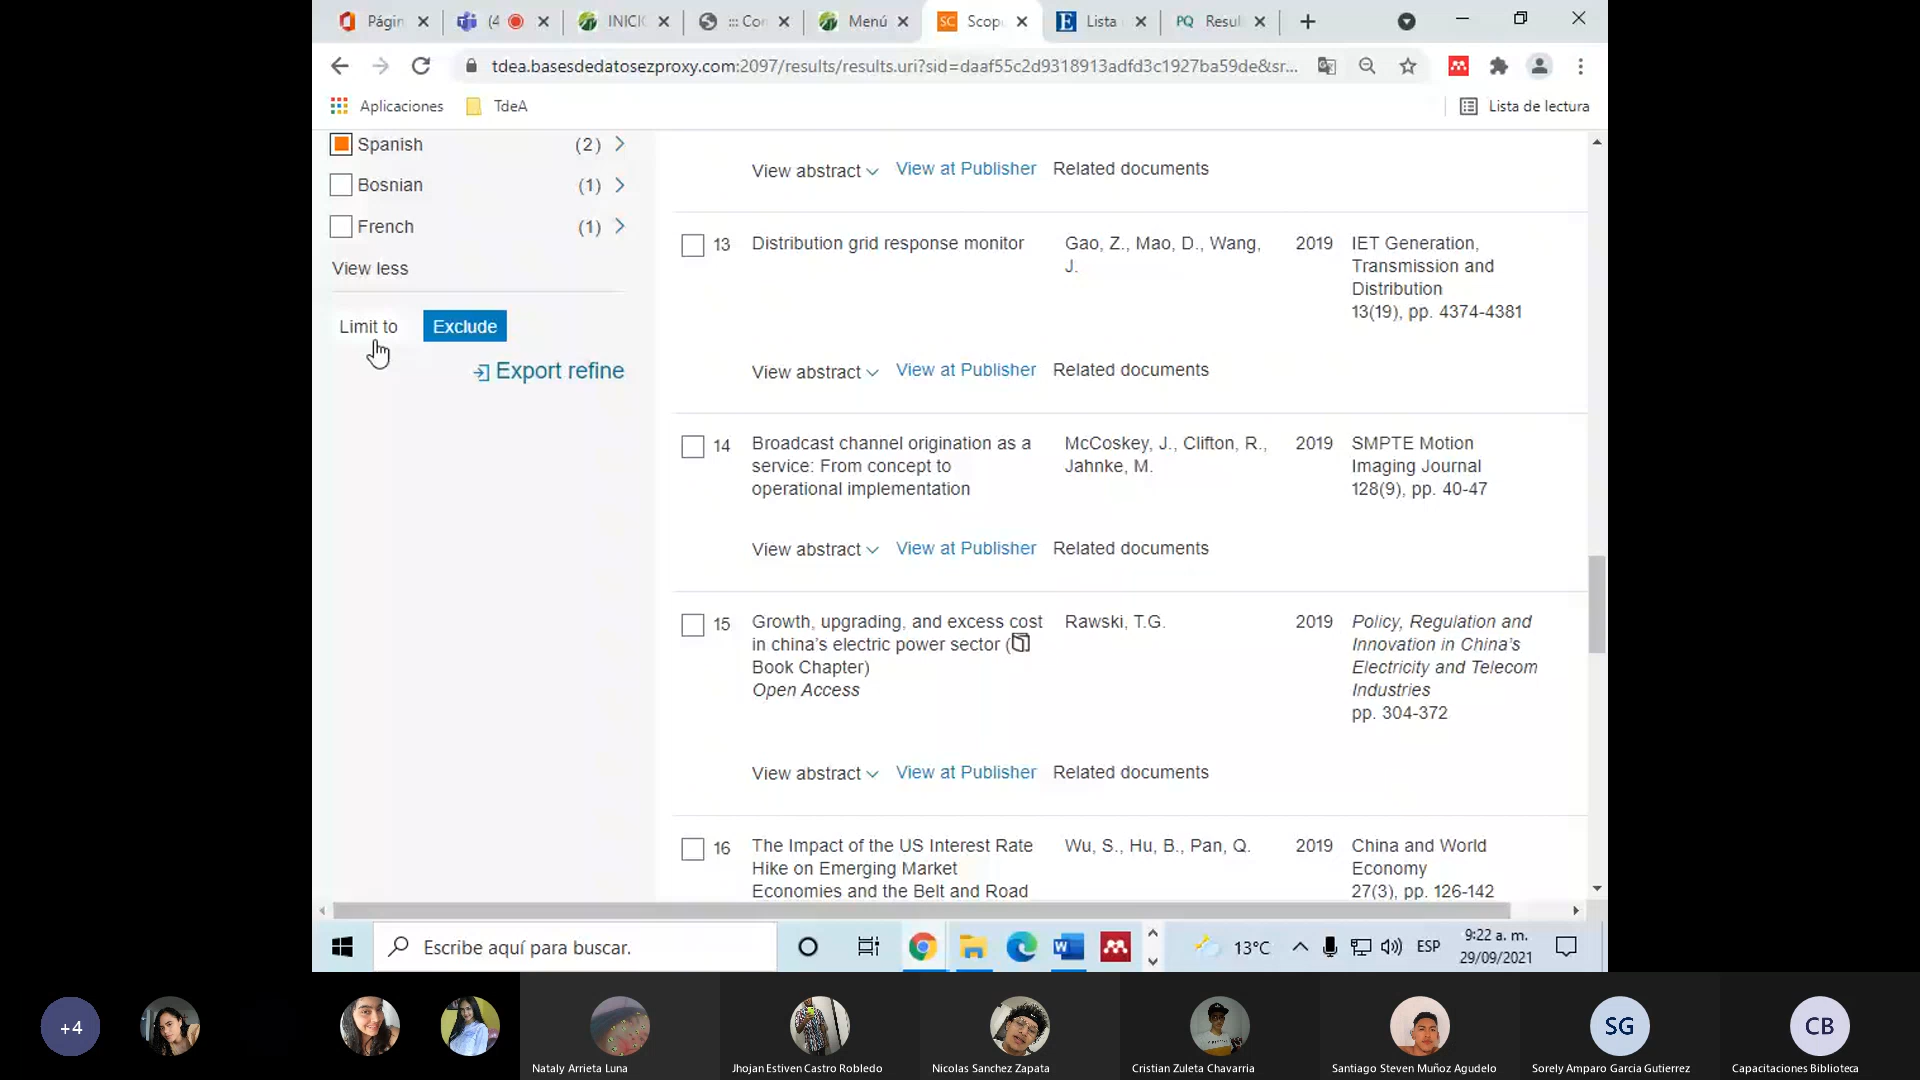 Págin
(4
INICI
::: Con
Menú
SC Scop
E Lista
PQ Resul
tdea.basesdedatosezproxy.com:2097/results/results.uri?sid=daaf55c2d9318913adfd3c1927ba59de&sr...
Aplicaciones TdeA Lista de lectura
Spanish (2)
Bosnian (1)
French (1)
View less
Limit to Exclude
Export refine
View abstract View at Publisher Related documents
13 Distribution grid response monitor
Gao, Z., Mao, D., Wang,
J.
2019
IET Generation,
Transmission and
Distribution
13(19), pp. 4374-4381
View abstract View at Publisher Related documents
14 Broadcast channel origination as a
service: From concept to
operational implementation
McCoskey, J., Clifton, R.,
Jahnke, M.
2019
SMPTE Motion
Imaging Journal
128(9), pp. 40-47
View abstract View at Publisher Related documents
15 Growth, upgrading, and excess cost
in china's electric power sector (
Book Chapter)
Open Access
Rawski, T.G.
2019
Policy, Regulation and
Innovation in China's
Electricity and Telecom
Industries
pp. 304-372
View abstract View at Publisher Related documents
16 The Impact of the US Interest Rate
Hike on Emerging Market
Economies and the Belt and Road
Wu, S., Hu, B., Pan, Q.
2019
China and World
Economy
27(3), pp. 126-142
Escribe aquí para buscar.
W
13°C
ESP
9:22 a. m.
29/09/2021
+4
SG
CB
Nataly Arrieta Luna
Jhojan Estiven Castro Robledo
Nicolas Sanchez Zapata
Cristian Zuleta Chavarria
Santiago Steven Muñoz Agudelo
Sorely Amparo Garcia Gutierrez
Capacitaciones Biblioteca